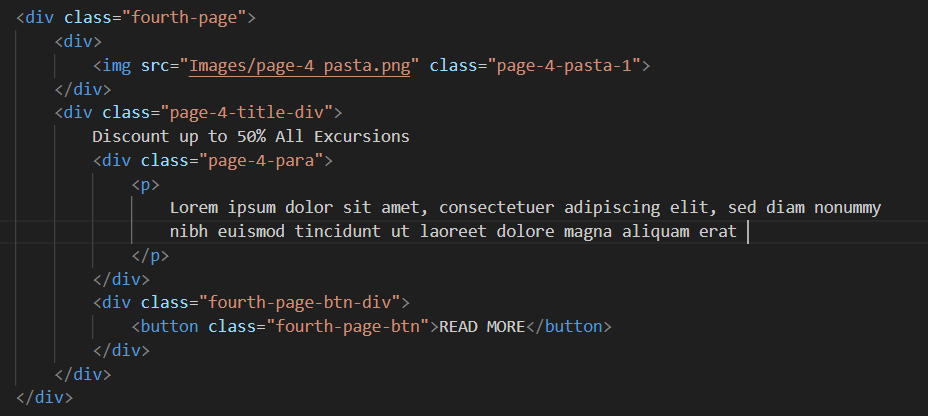 <div class="fourth-page">
    <div>
        <img src="Images/page-4 pasta.png" class="page-4-pasta-1">
    </div>
    <div class="page-4-title-div">
        Discount up to 50% All Excursions
        <div class="page-4-para">
            <p>
                Lorem ipsum dolor sit amet, consectetuer adipiscing elit, sed diam nonummy
                nibh euismod tincidunt ut laoreet dolore magna aliquam erat
            </p>
        </div>
        <div class="fourth-page-btn-div">
            <button class="fourth-page-btn">READ MORE</button>
        </div>
    </div>
</div>